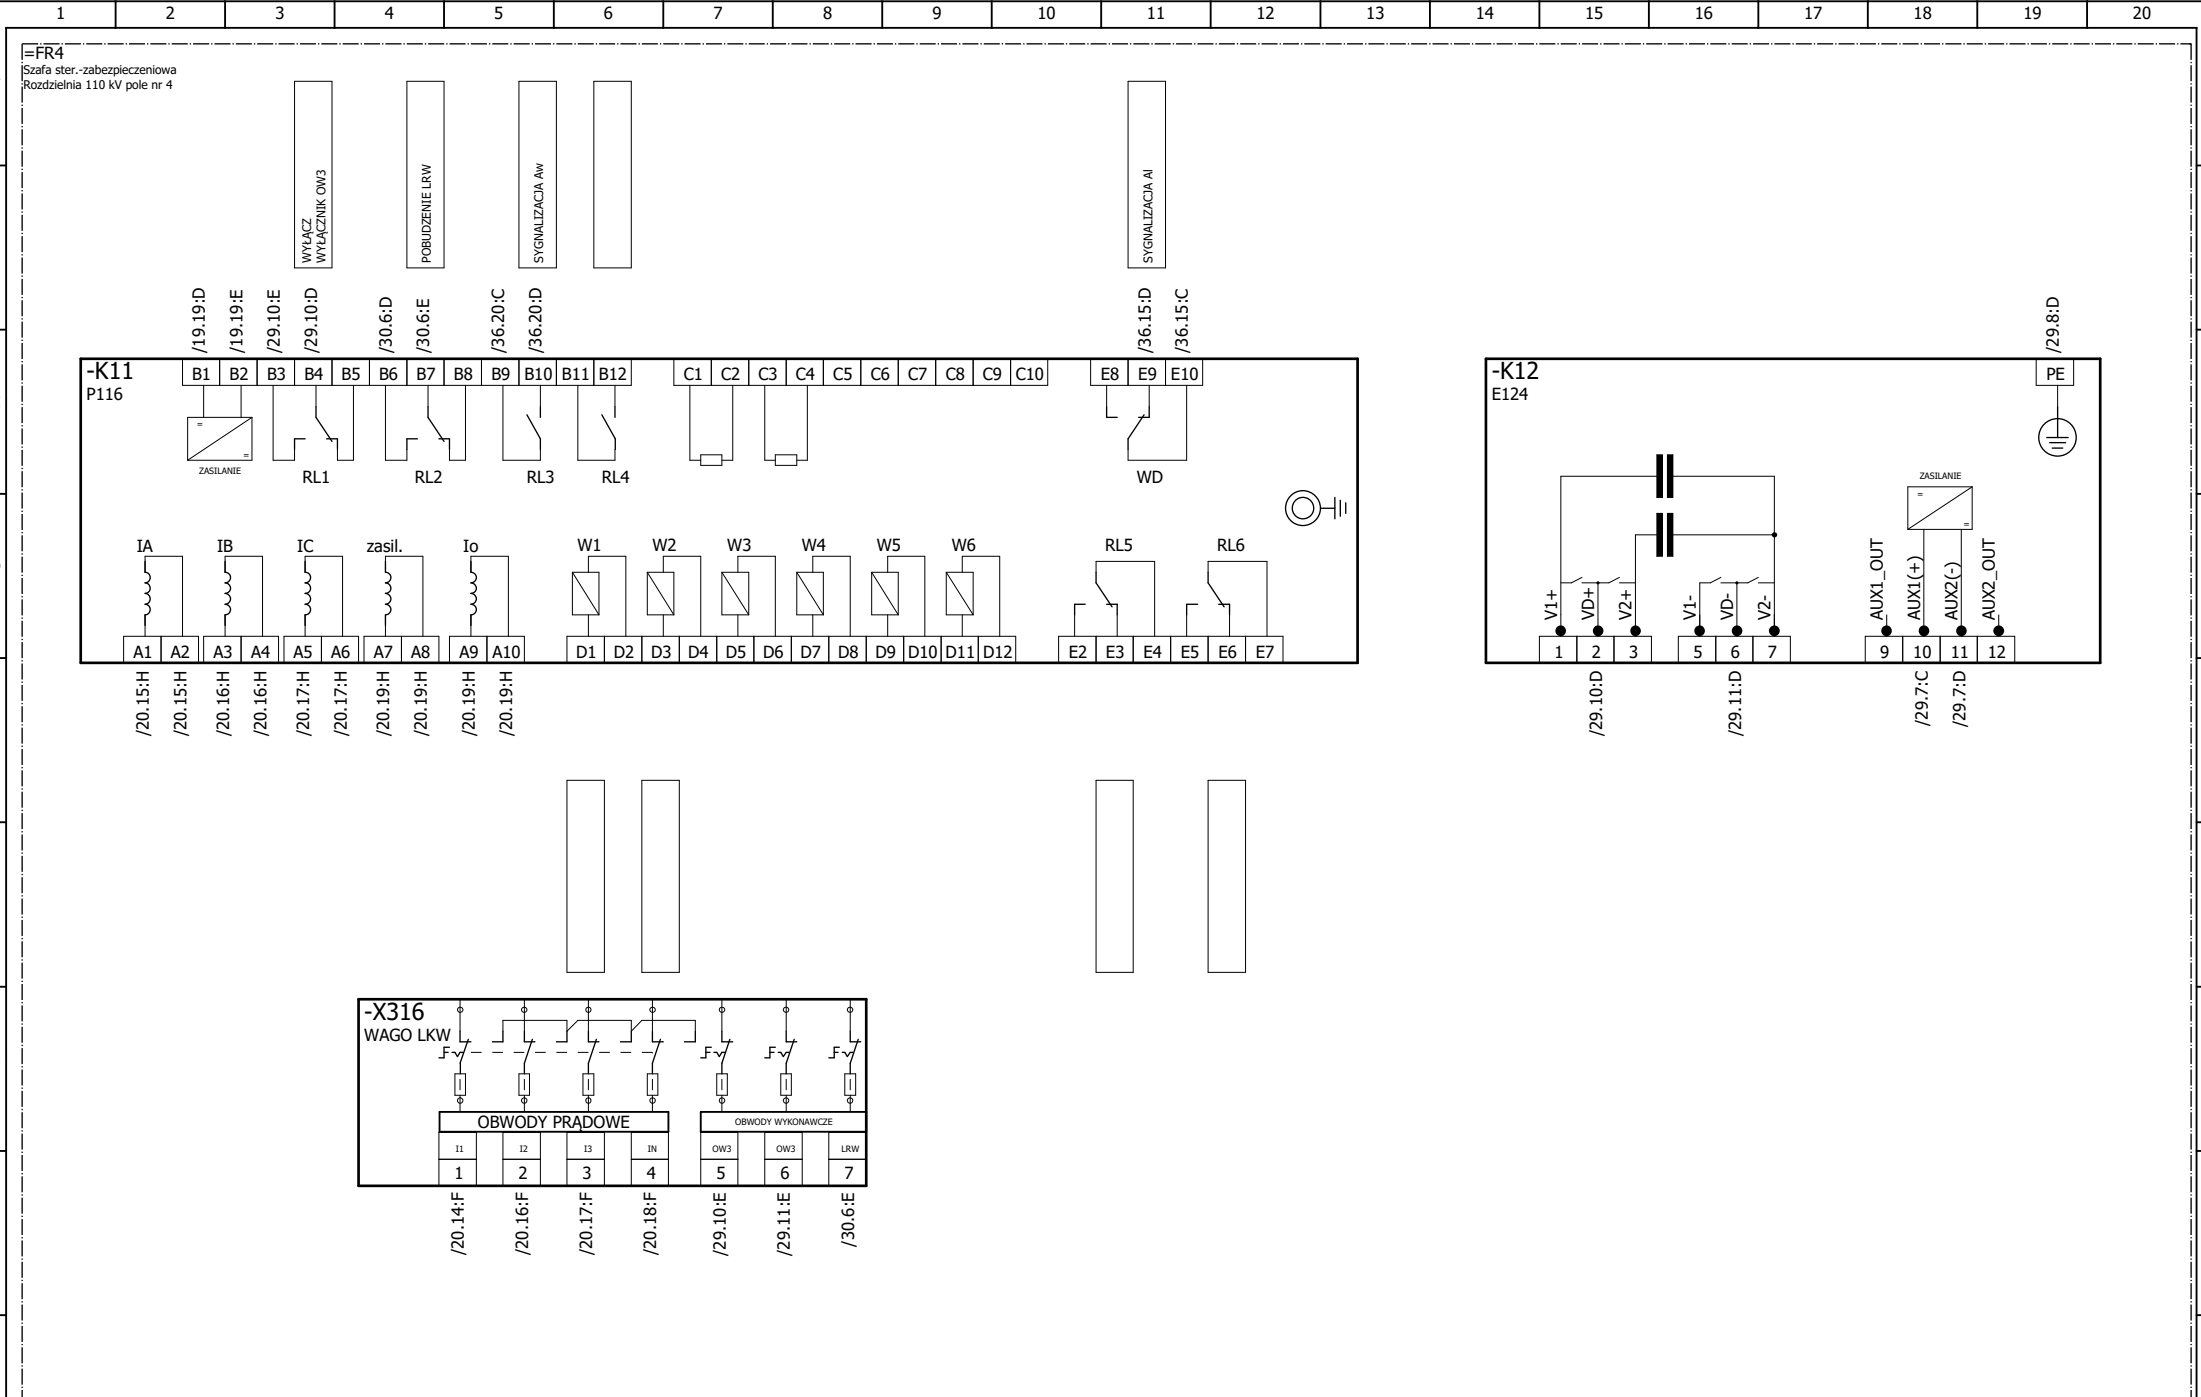 1 2 3 4 5 6 7 8 9 10 11 12 13 14 15 16 17 18 19 20
=FR4
Szafa ster.-zabezpieczeniowa
Rozdzielnia 110 kV pole nr 4
WYŁĄCZ
WYŁĄCZNIK OW3
POBUDZENIE LRW
SYGNALIZACJA Aw
SYGNALIZACJA Al
/19.19:D /19.19:E /29.10:E /29.10:D /30.6:D /30.6:E /36.20:C /36.20:D /36.15:D /36.15:C
-K11
P116
B1 B2 B3 B4 B5 B6 B7 B8 B9 B10 B11 B12 C1 C2 C3 C4 C5 C6 C7 C8 C9 C10 E8 E9 E10
= =
ZASILANIE
RL1 RL2 RL3 RL4 WD
IA IB IC zasil. Io W1 W2 W3 W4 W5 W6 RL5 RL6
A1 A2 A3 A4 A5 A6 A7 A8 A9 A10 D1 D2 D3 D4 D5 D6 D7 D8 D9 D10 D11 D12 E2 E3 E4 E5 E6 E7
/20.15:H /20.15:H /20.16:H /20.16:H /20.17:H /20.17:H /20.19:H /20.19:H /20.19:H /20.19:H
/29.8:D
-K12
E124
PE
ZASILANIE
= =
V1+ VD+ V2+ V1- VD- V2- AUX1_OUT AUX1(+) AUX2(-) AUX2_OUT
1 2 3 5 6 7 9 10 11 12
/29.10:D /29.11:D /29.7:C /29.7:D
-X316
WAGO LKW
OBWODY PRĄDOWE OBWODY WYKONAWCZE
I1 I2 I3 IN OW3 OW3 LRW
1 2 3 4 5 6 7
/20.14:F /20.16:F /20.17:F /20.18:F /29.10:E /29.11:E /30.6:E